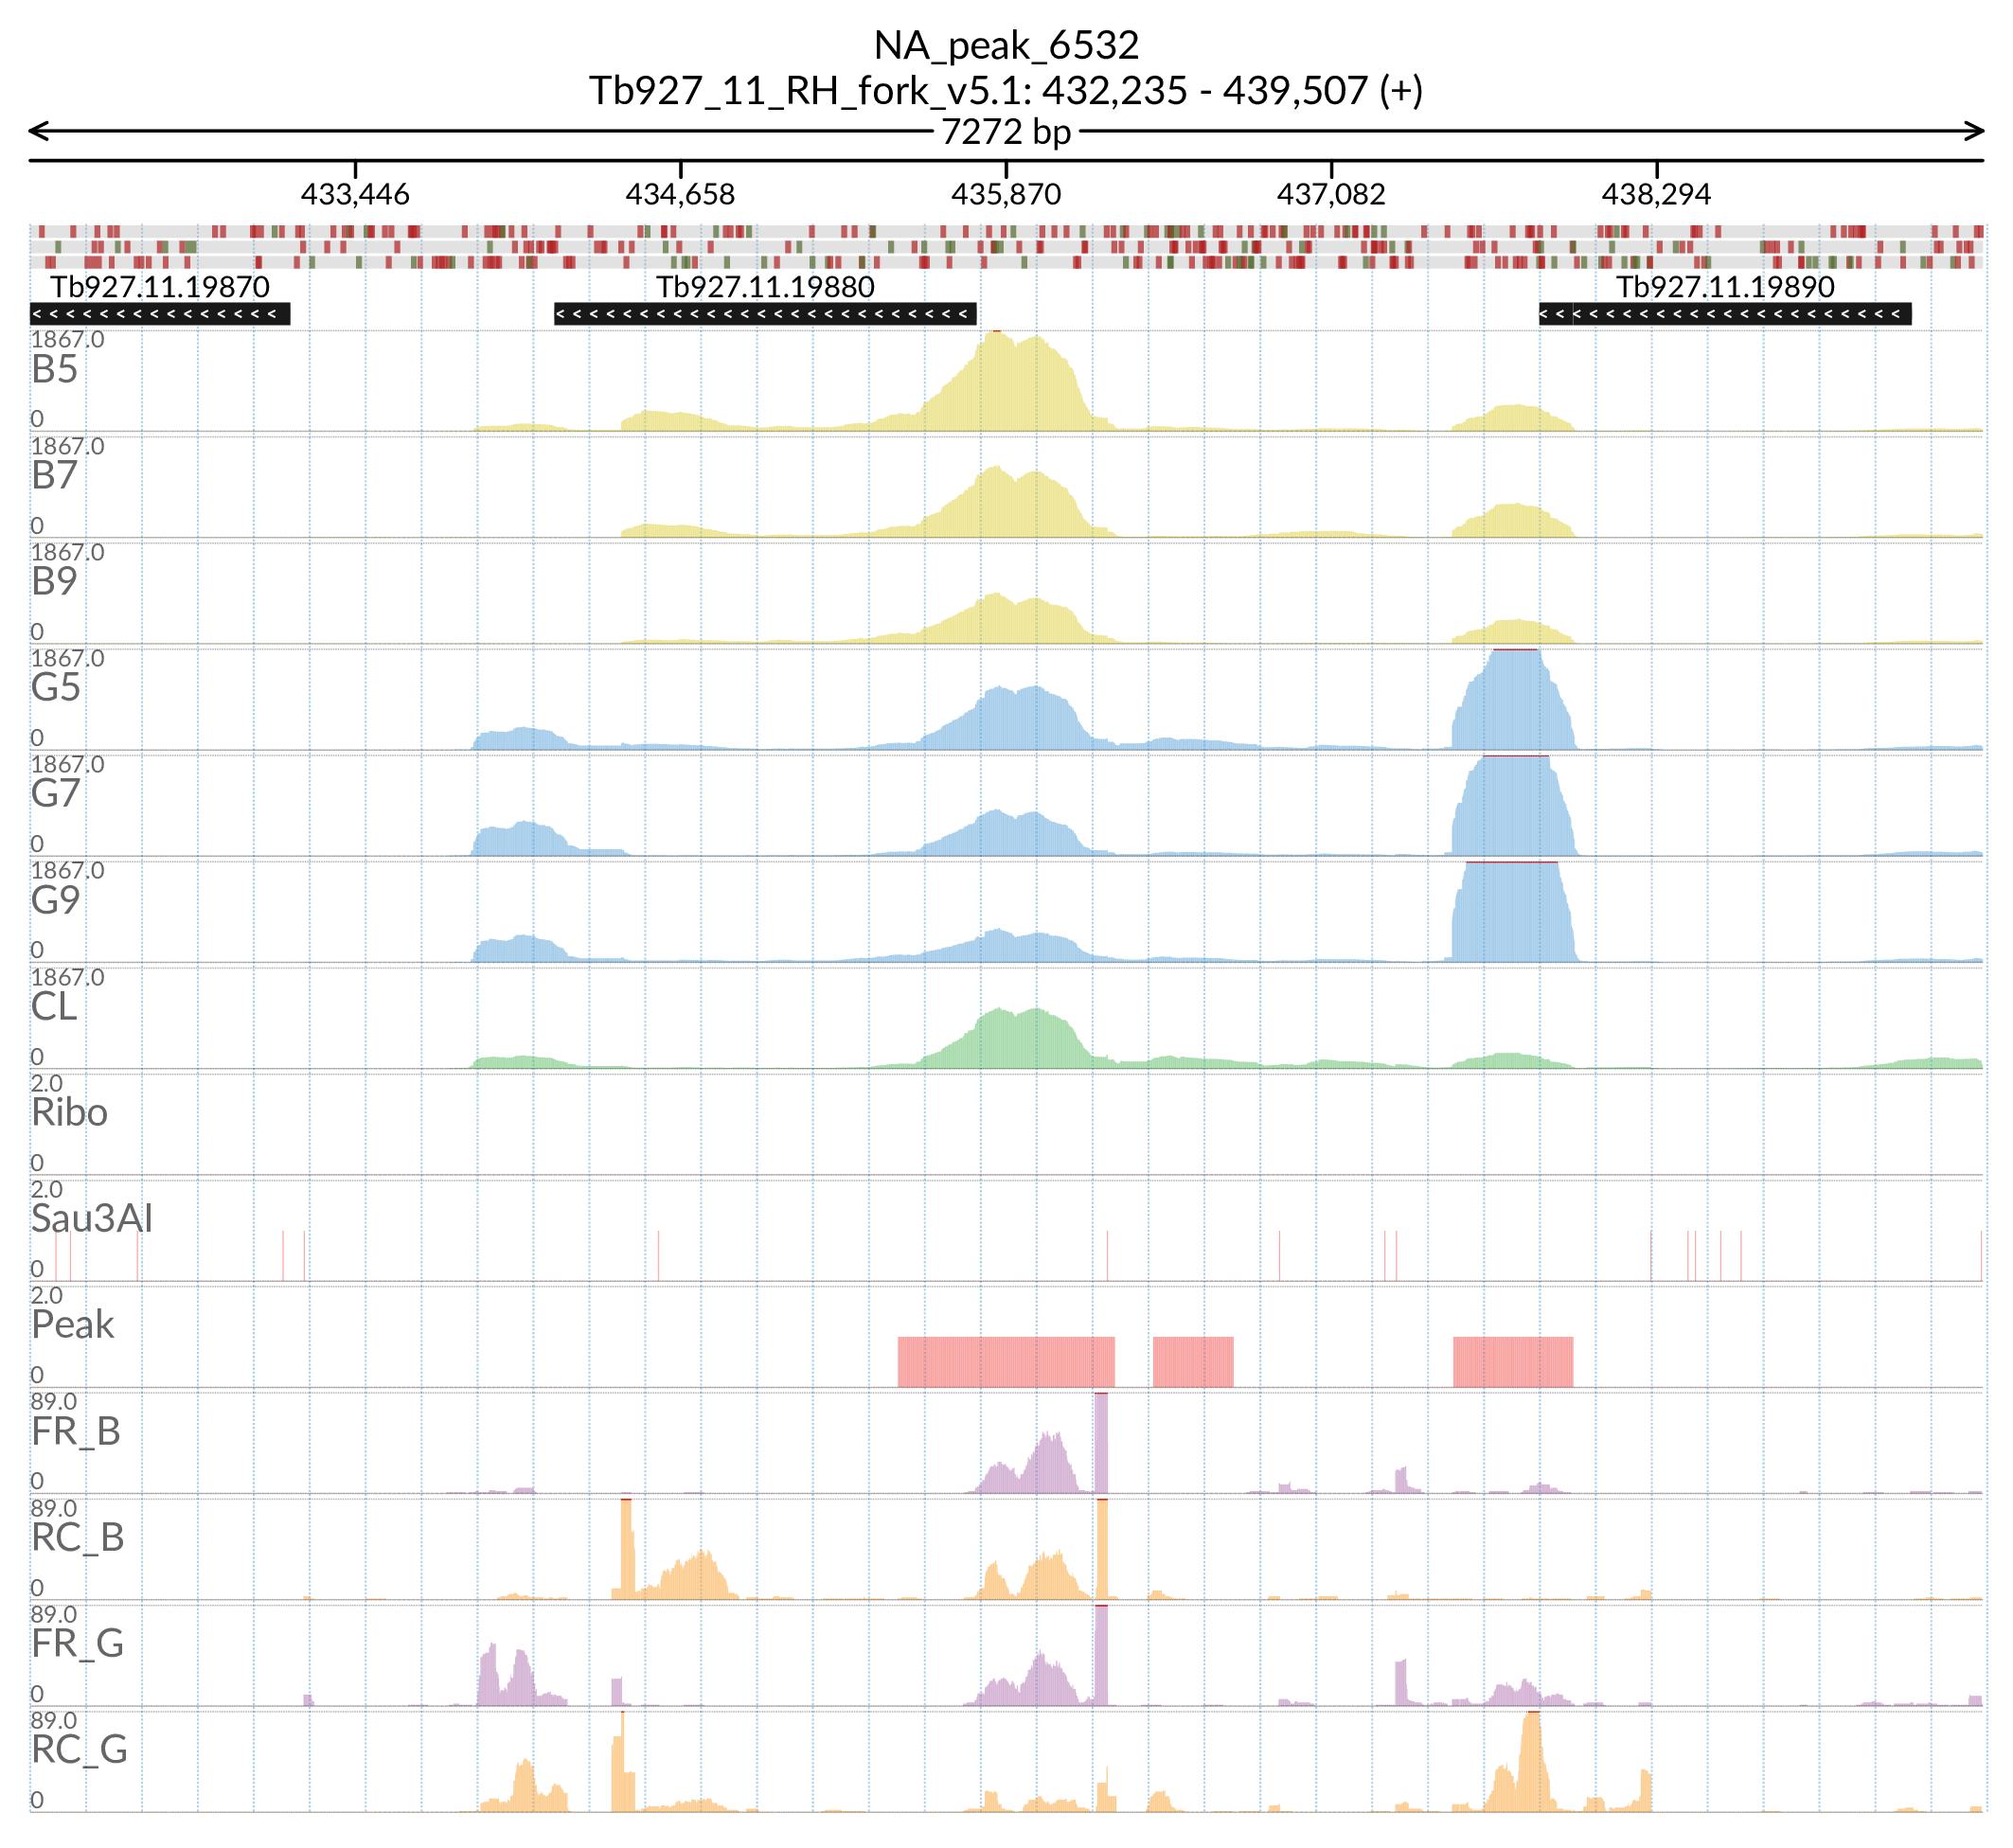 NA_peak_6532
Tb927_11_RH_fork_v5.1: 432,235 - 439,507 (+)
7272 bp
433,446 434,658 435,870 437,082 438,294
Tb927.11.19870 Tb927.11.19880 Tb927.11.19890
1867.0
B5
0
1867.0
B7
0
1867.0
B9
0
1867.0
G5
0
1867.0
G7
0
1867.0
G9
0
1867.0
CL
0
2.0
Ribo
0
2.0
Sau3AI
0
2.0
Peak
0
89.0
FR_B
0
89.0
RC_B
0
89.0
FR_G
0
89.0
RC_G
0